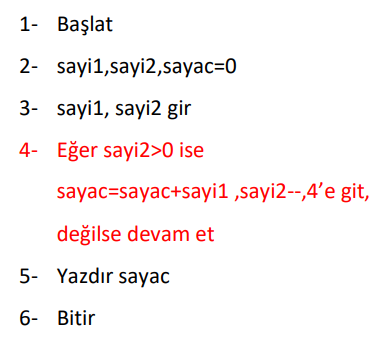 1- Başlat
2- sayi1,sayi2,sayac=0
3- sayi1, sayi2 gir
4- Eğer sayi2>0 ise
sayac=sayac+sayi1 ,sayi2--,4’e git,
değilse devam et
5- Yazdır sayac
6- Bitir